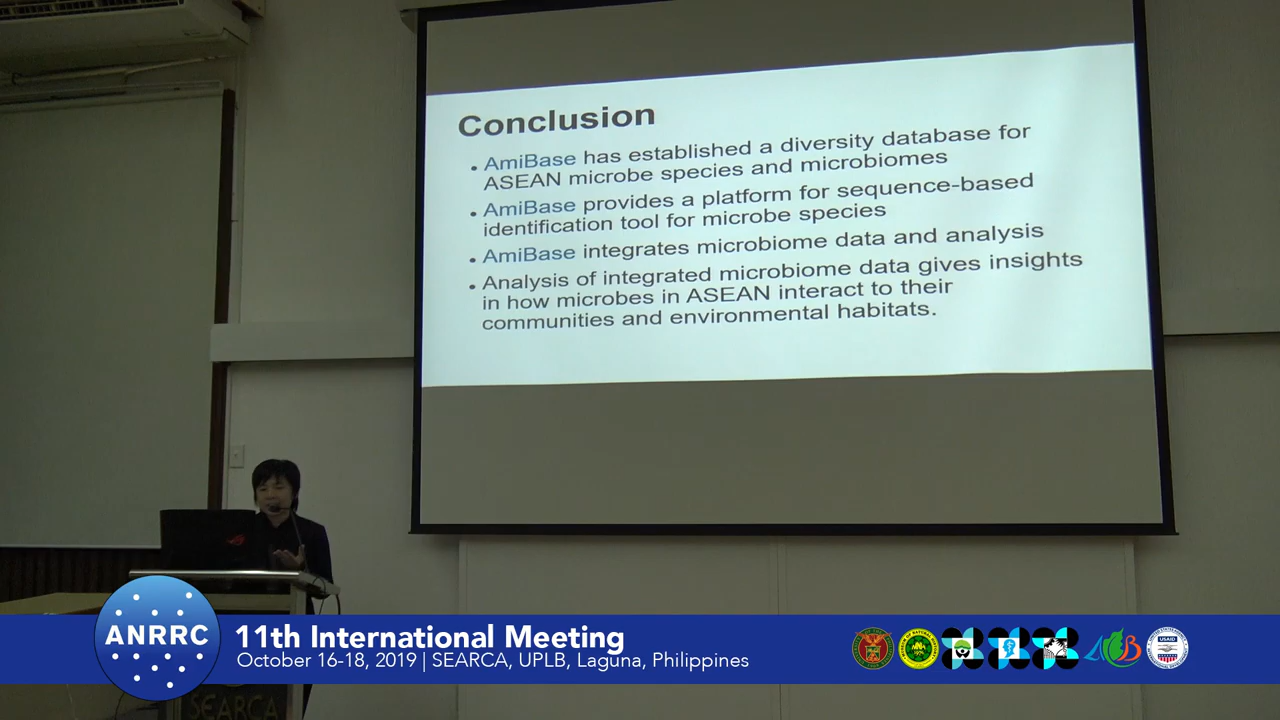 Conclusion
• AmiBase has established a diversity database for
ASEAN microbe species and microbiomes
• AmiBase provides a platform for sequence-based
identification tool for microbe species
• AmiBase integrates microbiome data and analysis
• Analysis of integrated microbiome data gives insights
in how microbes in ASEAN interact to their
communities and environmental habitats.
ANRRC
11th International Meeting
October 16-18, 2019 | SEARCA, UPLB, Laguna, Philippines
USAID
SEARCA